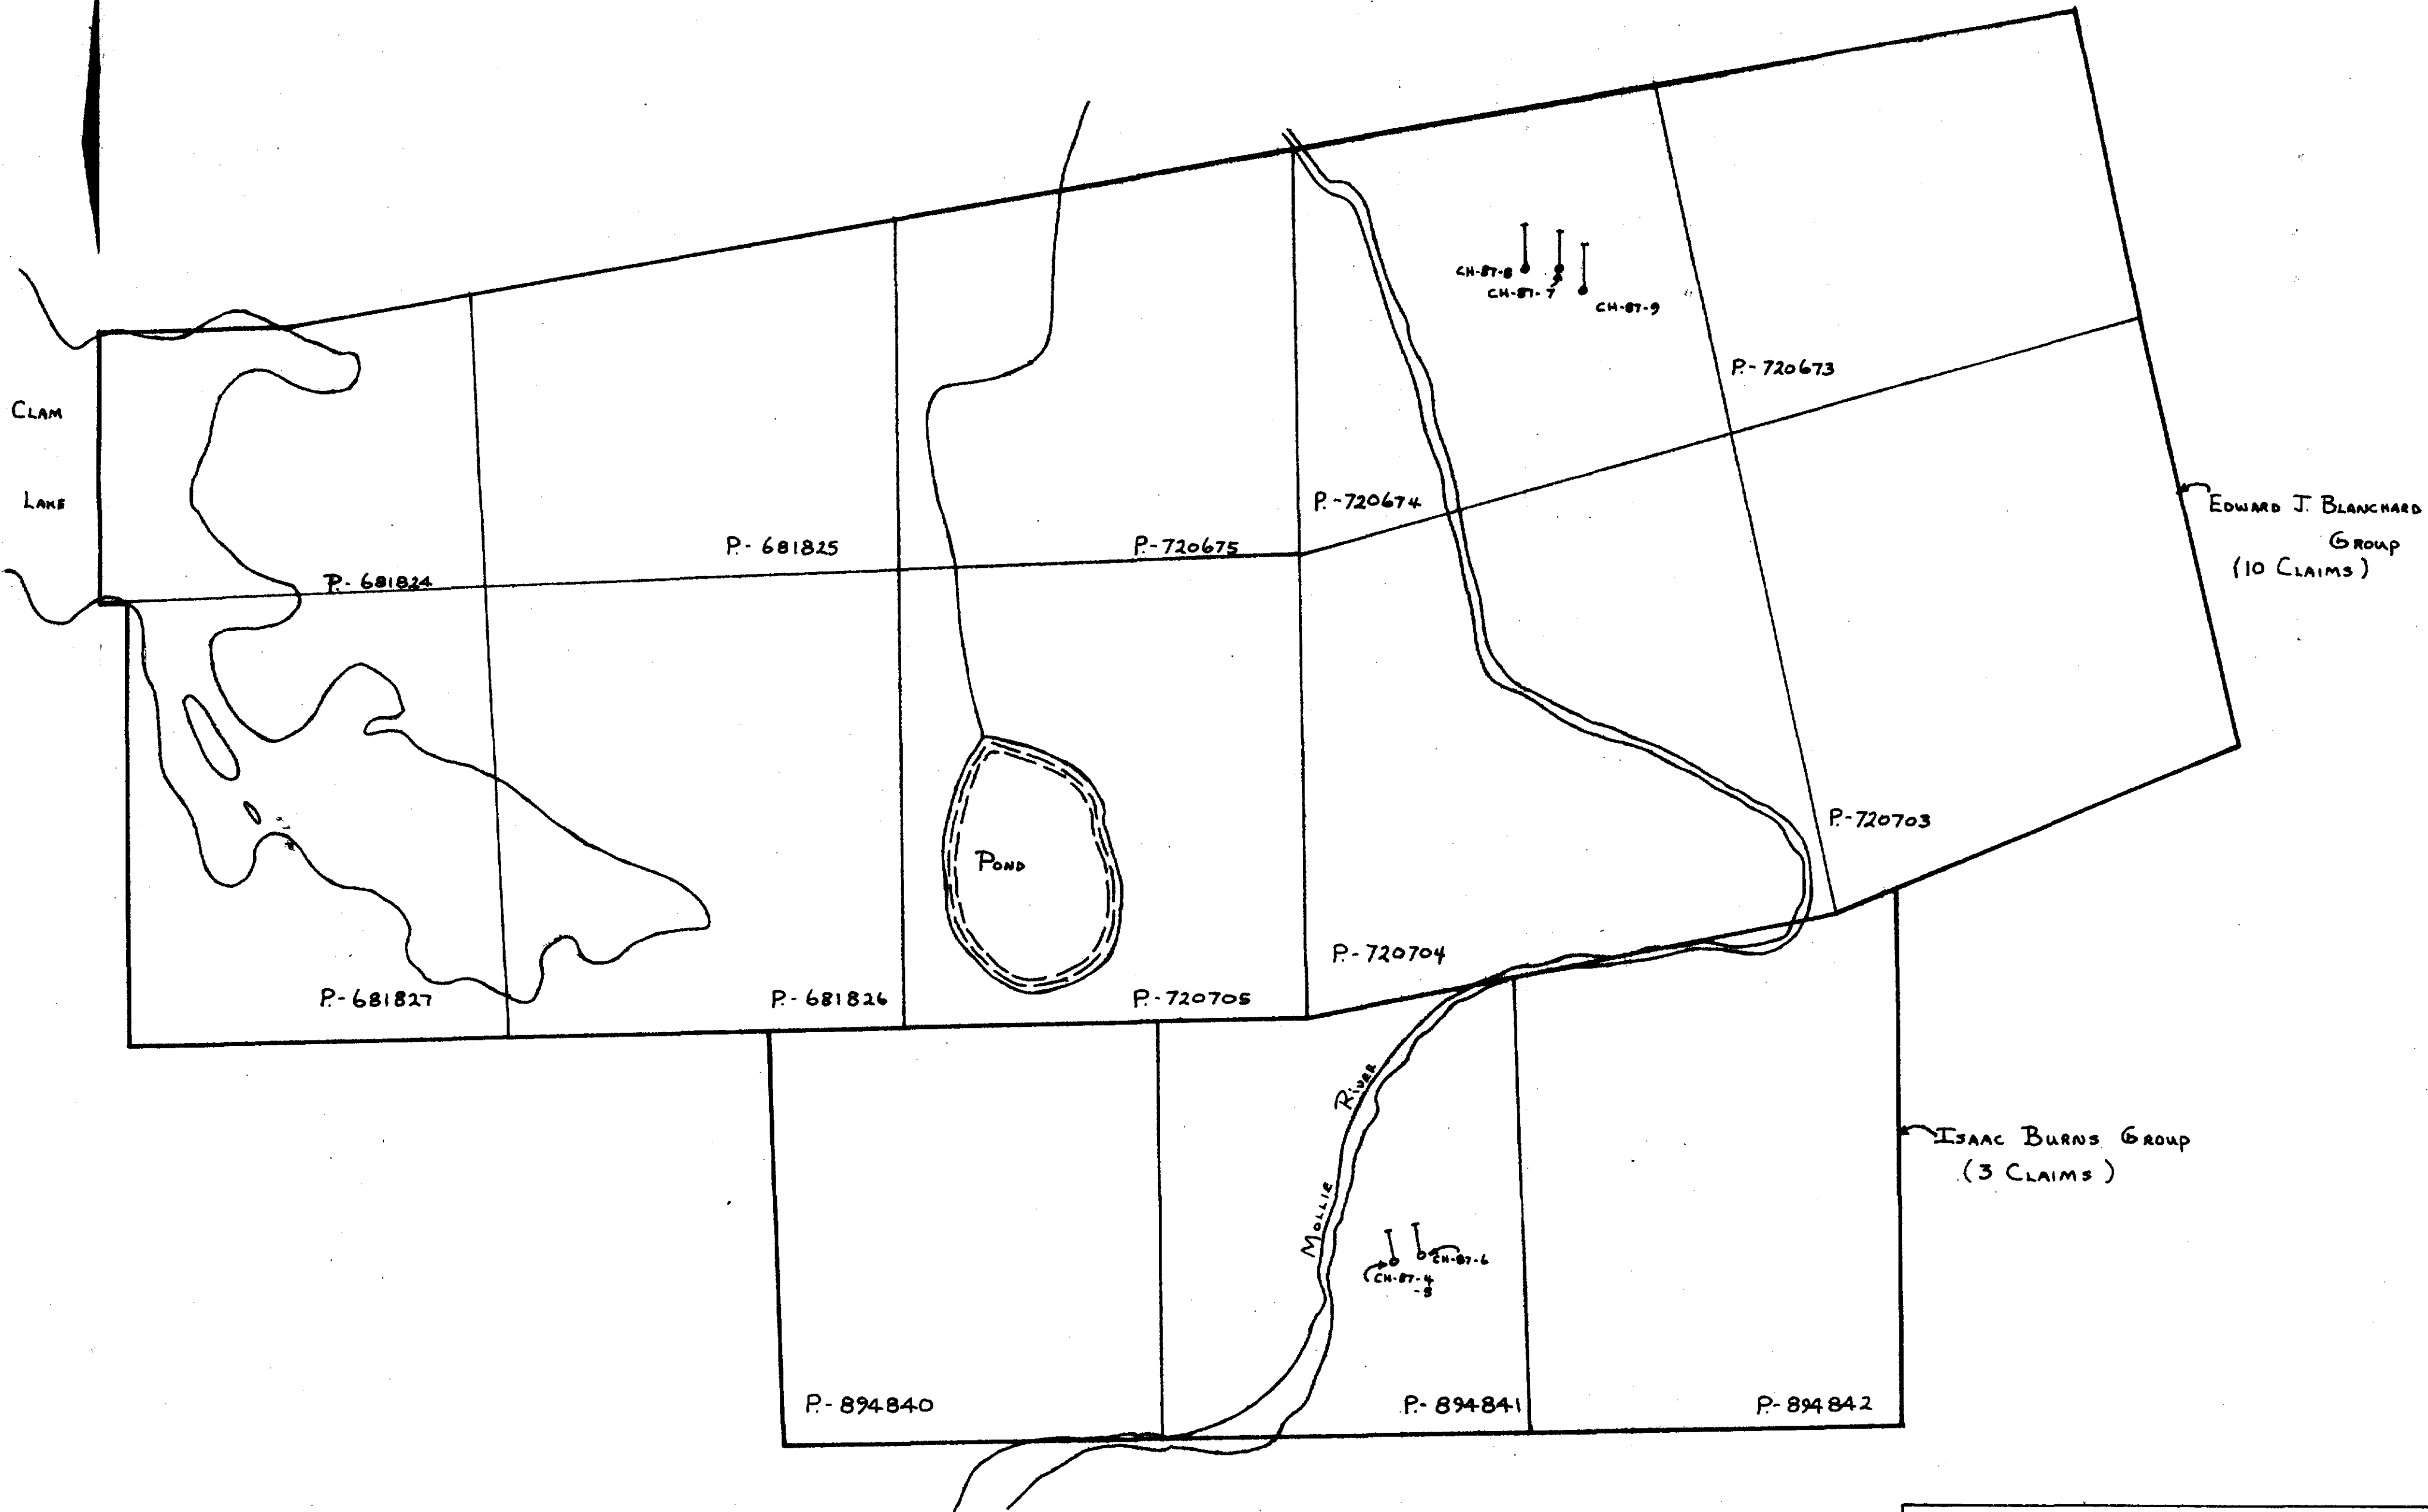 CH-87-8
CH-87-7
CH-87-9
P.-720673
CLAM
LAKE
P.-720674
EDWARD J. BLANCHARD
GROUP
(10 CLAIMS)
P.-681825
P.-720675
P.-681824
P.-720703
POND
P.-720704
P.-681827
P.-681826
P.-720705
MOLLIE RIVER
ISAAC BURNS GROUP
(3 CLAIMS)
CH-87-6
CH-87-4
-5
P.-894840
P.-894841
P.-894842